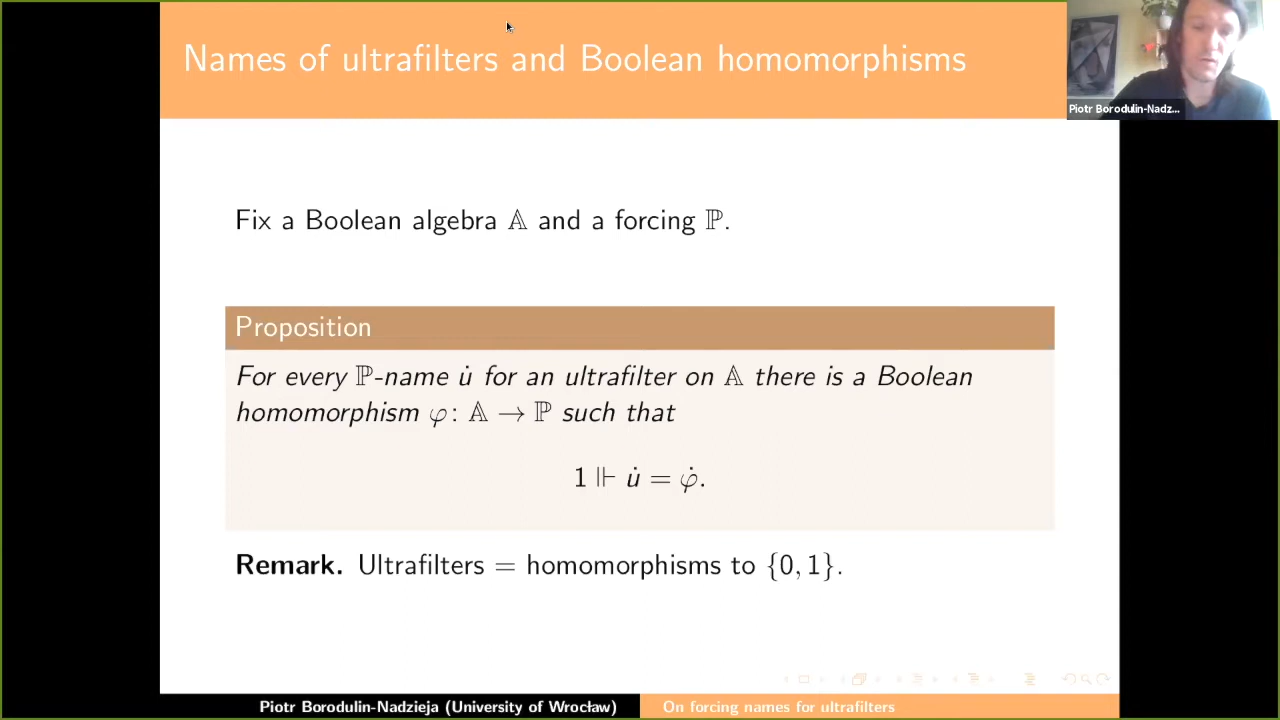 Names of ultrafilters and Boolean homomorphisms
Piotr Borodulin-Nadz...
Fix a Boolean algebra 𝔸 and a forcing ℙ.
Proposition
For every ℙ-name u̇ for an ultrafilter on 𝔸 there is a Boolean
homomorphism φ: 𝔸 → ℙ such that
1 ⊩ u̇ = φ̇.
Remark. Ultrafilters = homomorphisms to {0, 1}.
Piotr Borodulin-Nadzieja (University of Wrocław)
On forcing names for ultrafilters